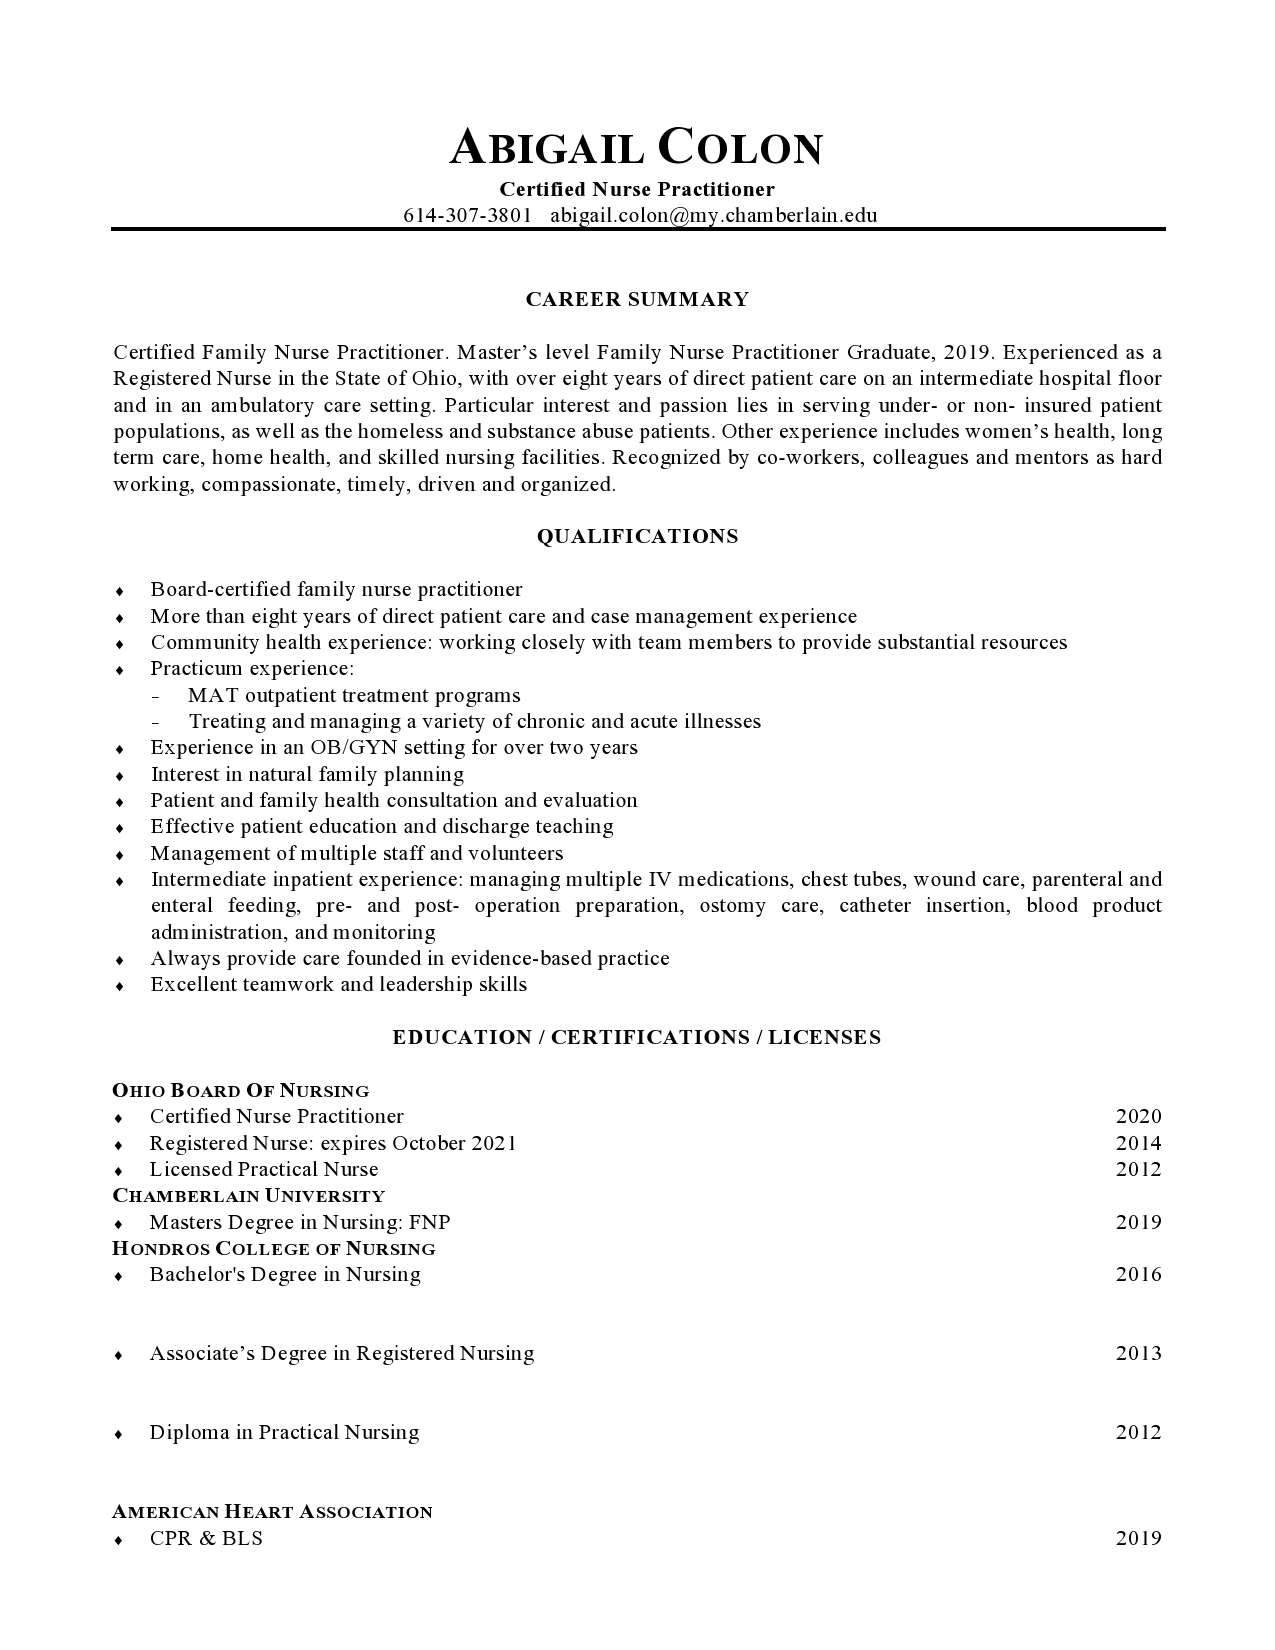 ABIGAIL COLON
Certified Nurse Practitioner
614-307-3801 abigail.colon@my.chamberlain.edu
CAREER SUMMARY
Certified Family Nurse Practitioner. Master’s level Family Nurse Practitioner Graduate, 2019. Experienced as a
Registered Nurse in the State of Ohio, with over eight years of direct patient care on an intermediate hospital floor
and in an ambulatory care setting. Particular interest and passion lies in serving under- or non- insured patient
populations, as well as the homeless and substance abuse patients. Other experience includes women’s health, long
term care, home health, and skilled nursing facilities. Recognized by co-workers, colleagues and mentors as hard
working, compassionate, timely, driven and organized.
QUALIFICATIONS
♦ Board-certified family nurse practitioner
♦ More than eight years of direct patient care and case management experience
♦ Community health experience: working closely with team members to provide substantial resources
♦ Practicum experience:
− MAT outpatient treatment programs
− Treating and managing a variety of chronic and acute illnesses
♦ Experience in an OB/GYN setting for over two years
♦ Interest in natural family planning
♦ Patient and family health consultation and evaluation
♦ Effective patient education and discharge teaching
♦ Management of multiple staff and volunteers
♦ Intermediate inpatient experience: managing multiple IV medications, chest tubes, wound care, parenteral and
enteral feeding, pre- and post- operation preparation, ostomy care, catheter insertion, blood product
administration, and monitoring
♦ Always provide care founded in evidence-based practice
♦ Excellent teamwork and leadership skills
EDUCATION / CERTIFICATIONS / LICENSES
OHIO BOARD OF NURSING
♦ Certified Nurse Practitioner 2020
♦ Registered Nurse: expires October 2021 2014
♦ Licensed Practical Nurse 2012
CHAMBERLAIN UNIVERSITY
♦ Masters Degree in Nursing: FNP 2019
HONDROS COLLEGE OF NURSING
♦ Bachelor's Degree in Nursing 2016
♦ Associate’s Degree in Registered Nursing 2013
♦ Diploma in Practical Nursing 2012
AMERICAN HEART ASSOCIATION
♦ CPR & BLS 2019